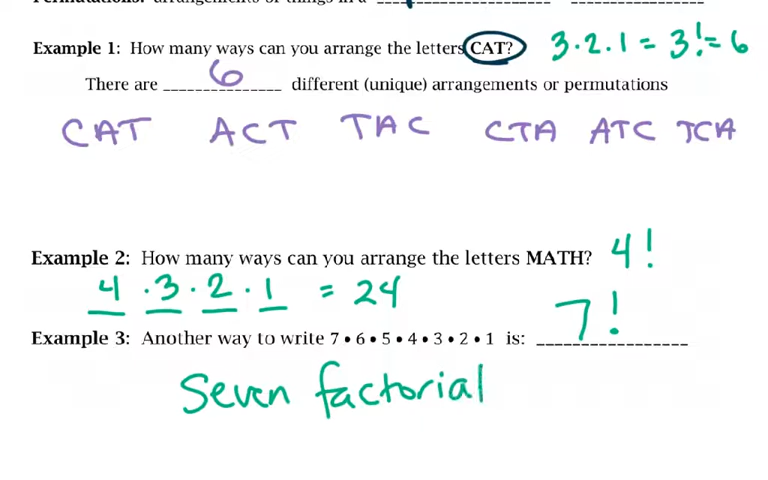 Example 1: How many ways can you arrange the letters CAT? 3·2·1 = 3! = 6
There are ______6______ different (unique) arrangements or permutations
CAT ACT TAC CTA ATC TCA
Example 2: How many ways can you arrange the letters MATH? 4!
4 · 3 · 2 · 1 = 24
Example 3: Another way to write 7 • 6 • 5 • 4 • 3 • 2 • 1 is: 7!
Seven factorial